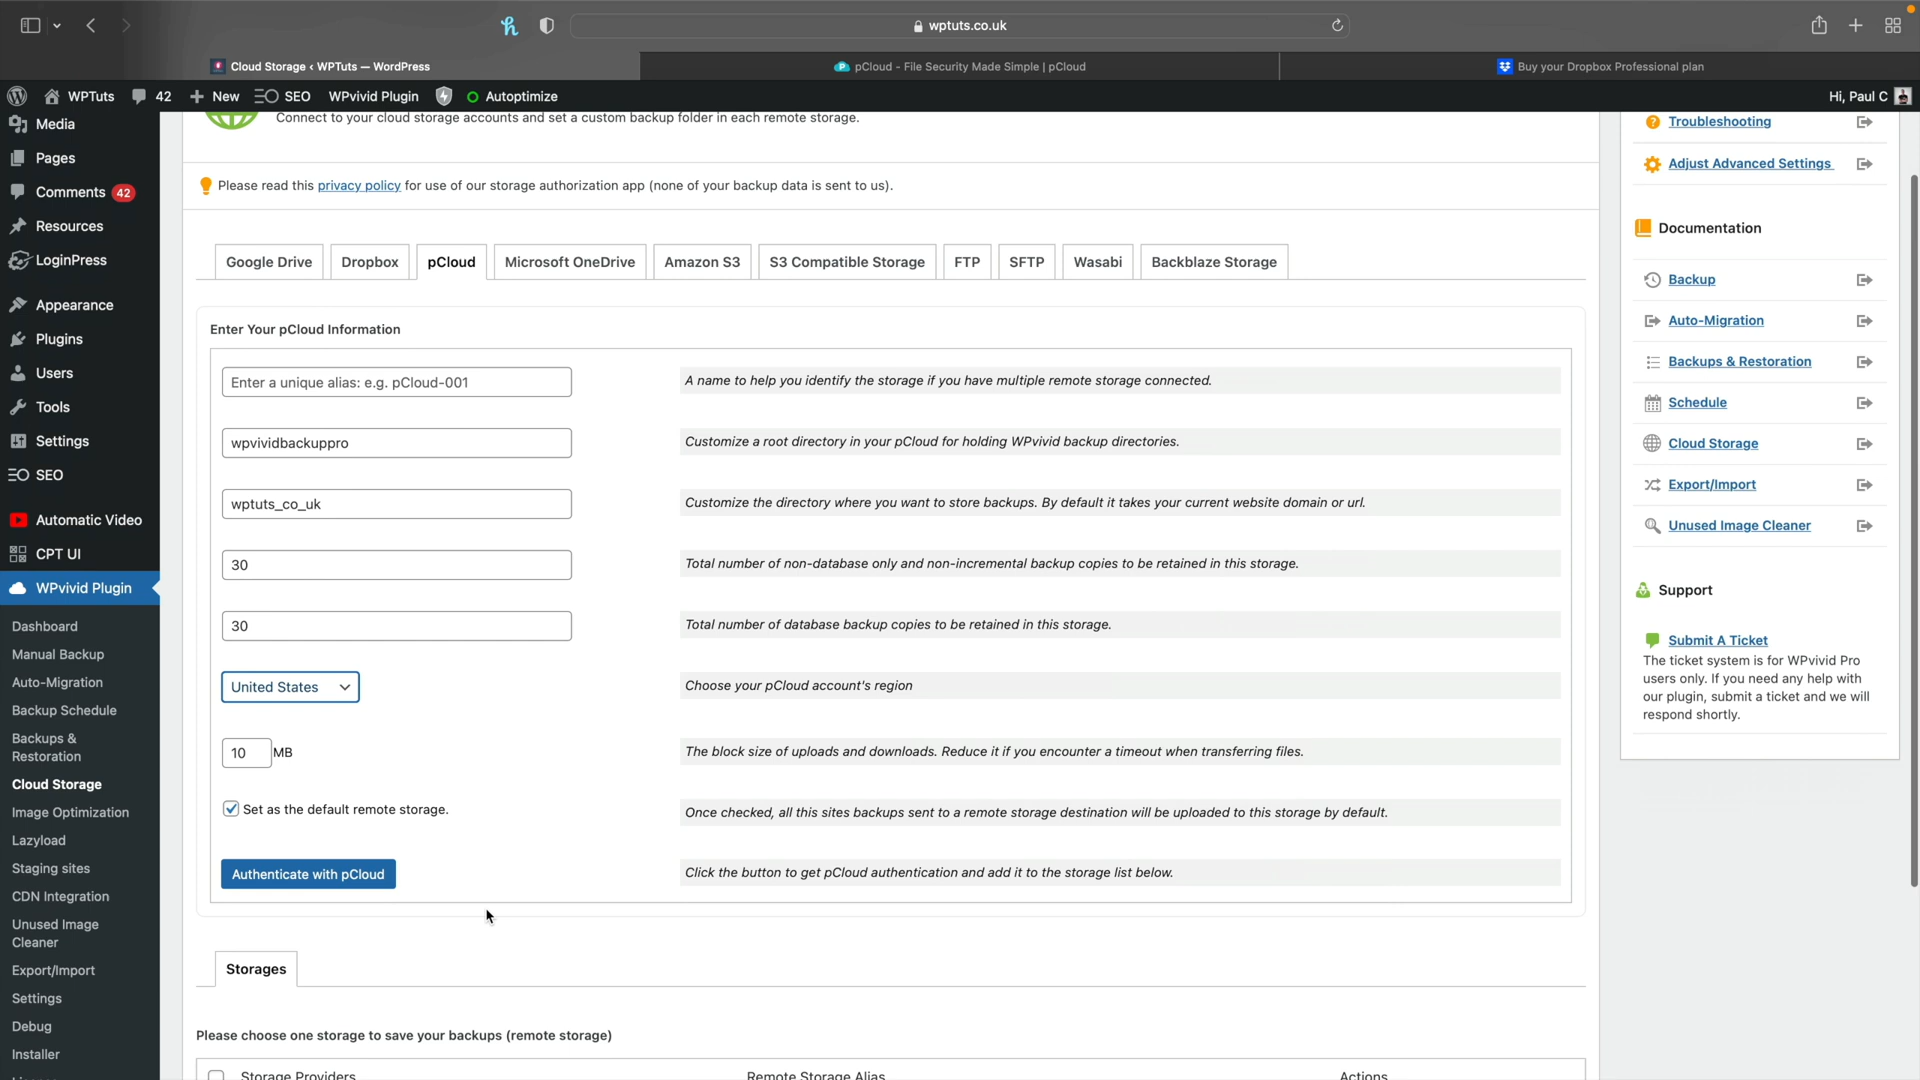 wptuts.co.uk
Cloud Storage ‹ WPTuts — WordPress
pCloud - File Security Made Simple | pCloud
Buy your Dropbox Professional plan
WPTuts
42
New
SEO
WPvivid Plugin
Autoptimize
Hi, Paul C
Media
Pages
Comments 42
Resources
LoginPress
Appearance
Plugins
Users
Tools
Settings
SEO
Automatic Video
CPT UI
WPvivid Plugin
Dashboard
Manual Backup
Auto-Migration
Backup Schedule
Backups &
Restoration
Cloud Storage
Image Optimization
Lazyload
Staging sites
CDN Integration
Unused Image
Cleaner
Export/Import
Settings
Debug
Installer
Connect to your cloud storage accounts and set a custom backup folder in each remote storage.
Please read this privacy policy for use of our storage authorization app (none of your backup data is sent to us).
Google Drive
Dropbox
pCloud
Microsoft OneDrive
Amazon S3
S3 Compatible Storage
FTP
SFTP
Wasabi
Backblaze Storage
Enter Your pCloud Information
Enter a unique alias: e.g. pCloud-001
A name to help you identify the storage if you have multiple remote storage connected.
wpvividbackuppro
Customize a root directory in your pCloud for holding WPvivid backup directories.
wptuts_co_uk
Customize the directory where you want to store backups. By default it takes your current website domain or url.
30
Total number of non-database only and non-incremental backup copies to be retained in this storage.
30
Total number of database backup copies to be retained in this storage.
United States
Choose your pCloud account's region
10 MB
The block size of uploads and downloads. Reduce it if you encounter a timeout when transferring files.
Set as the default remote storage.
Once checked, all this sites backups sent to a remote storage destination will be uploaded to this storage by default.
Authenticate with pCloud
Click the button to get pCloud authentication and add it to the storage list below.
Storages
Please choose one storage to save your backups (remote storage)
Storage Providers
Remote Storage Alias
Actions
Troubleshooting
Adjust Advanced Settings
Documentation
Backup
Auto-Migration
Backups & Restoration
Schedule
Cloud Storage
Export/Import
Unused Image Cleaner
Support
Submit A Ticket
The ticket system is for WPvivid Pro
users only. If you need any help with
our plugin, submit a ticket and we will
respond shortly.